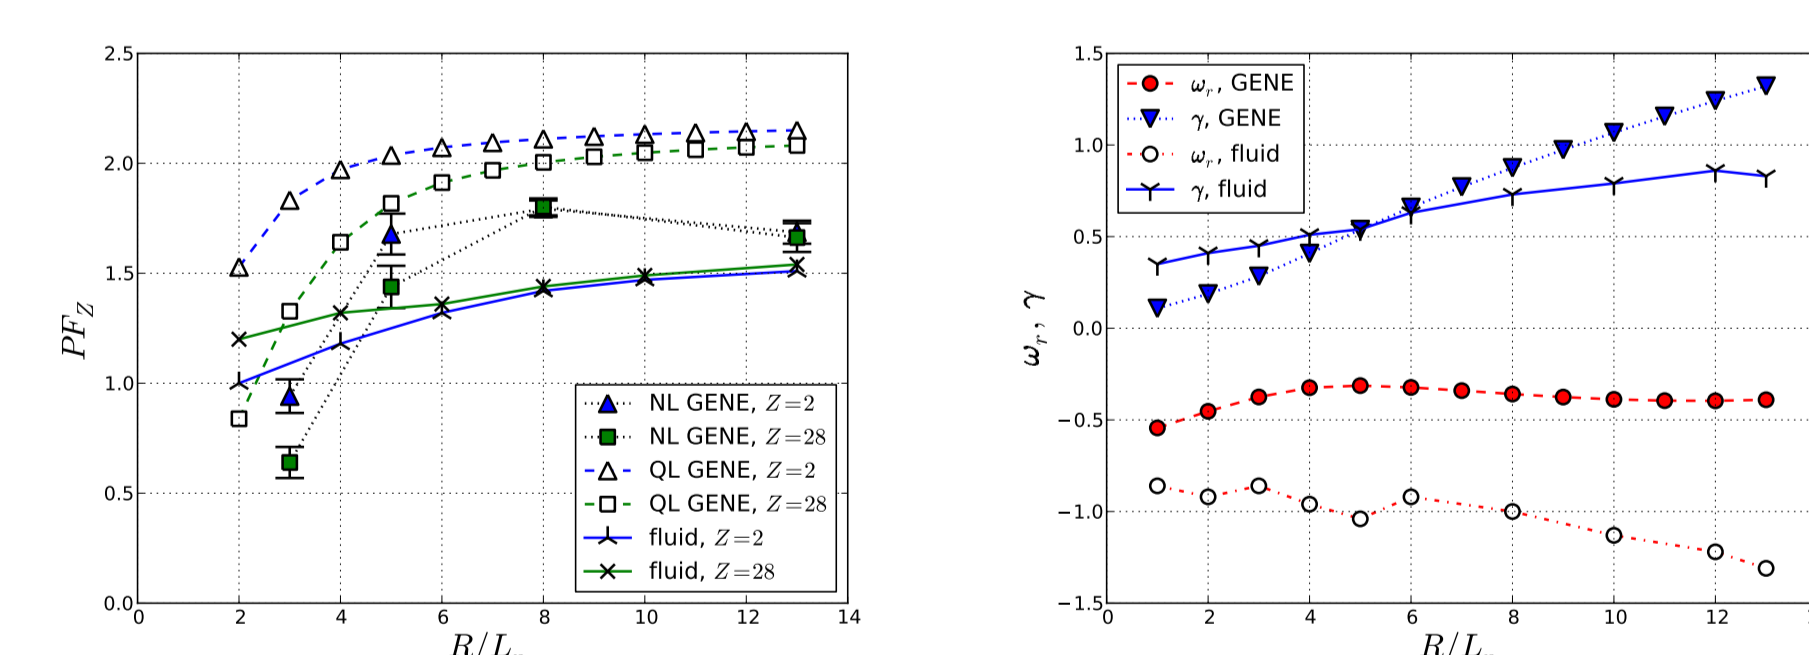 2.5
2.0
1.5
1.0
0.5
0.0
PF_Z
0 2 4 6 8 10 12 14
NL GENE, Z=2
NL GENE, Z=28
QL GENE, Z=2
QL GENE, Z=28
fluid, Z=2
fluid, Z=28
1.5
1.0
0.5
0.0
−0.5
−1.0
−1.5
ω_r, γ
0 2 4 6 8 10 12
ω_r, GENE
γ, GENE
ω_r, fluid
γ, fluid